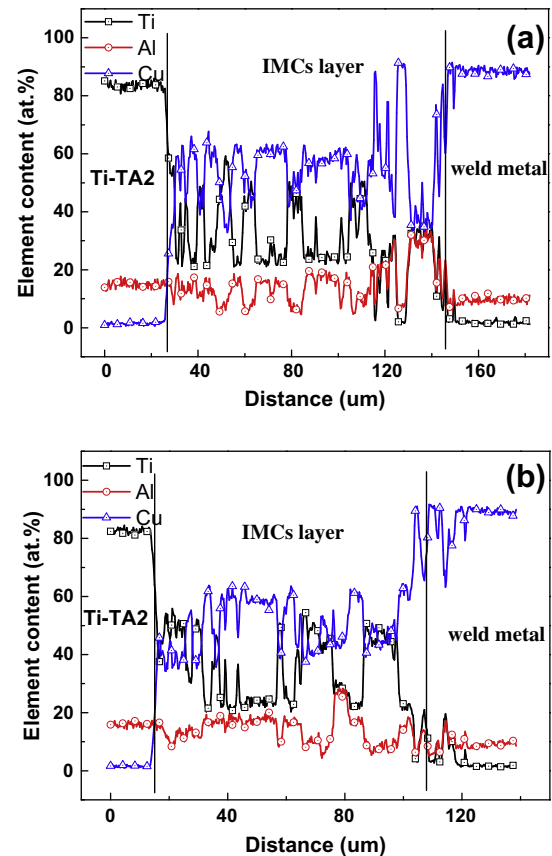 (a)
Ti
Al
Cu
IMCs layer
Ti-TA2
weld metal
Element content (at.%)
100
80
60
40
20
0
0 40 80 120 160
Distance (um)
(b)
Ti
Al
Cu
IMCs layer
Ti-TA2
weld metal
Element content (at.%)
100
80
60
40
20
0
0 40 80 120
Distance (um)